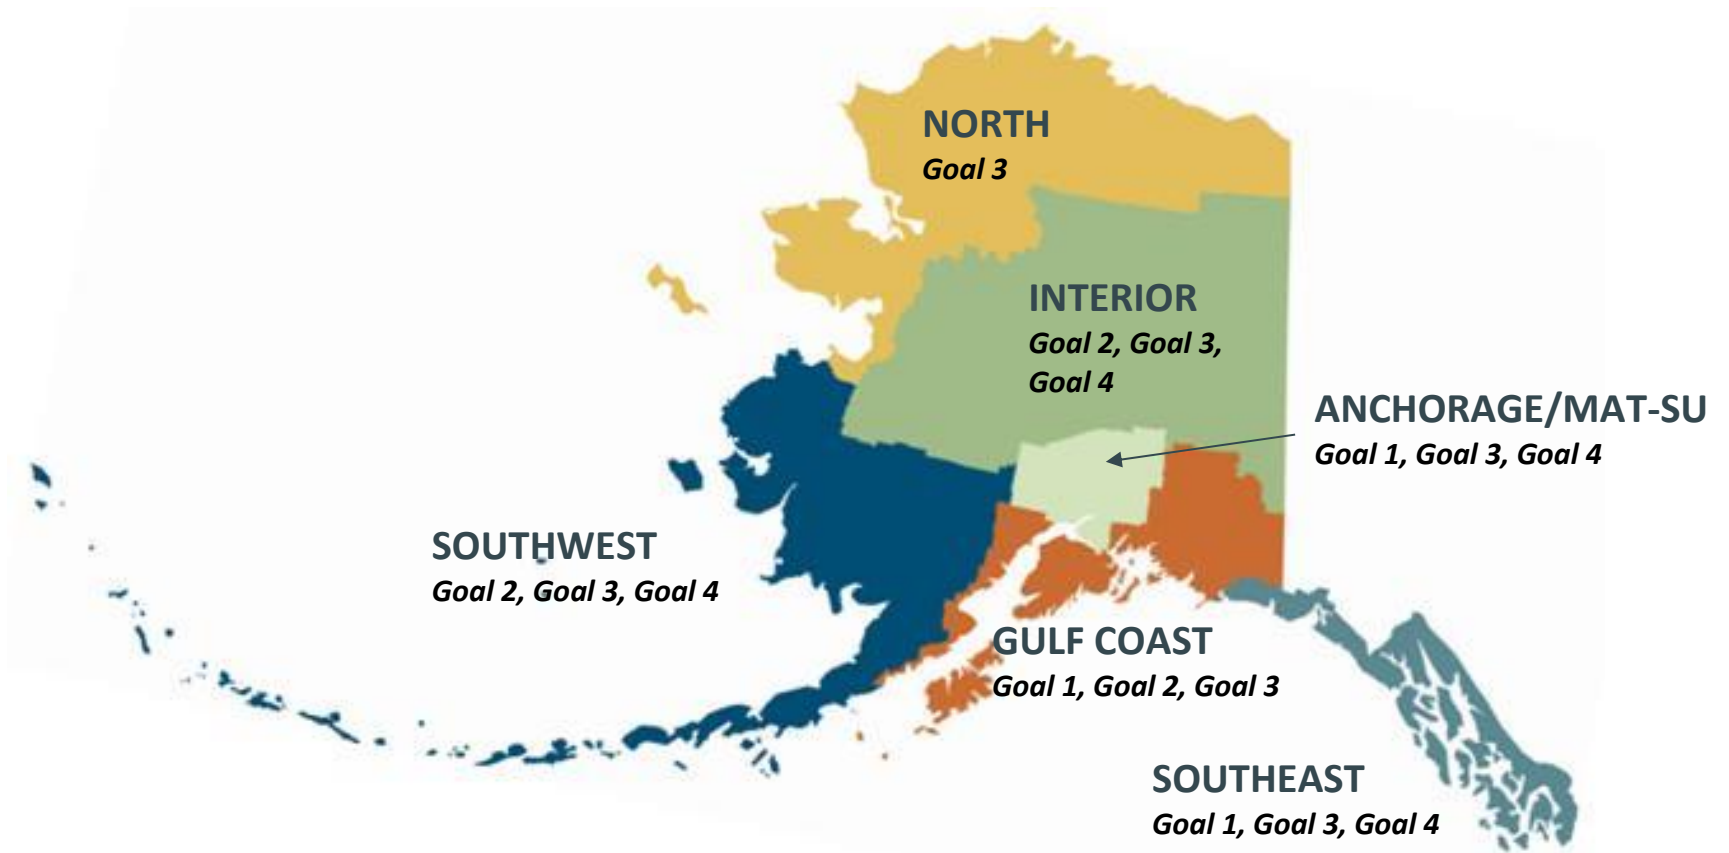 NORTH
Goal 3
INTERIOR
Goal 2, Goal 3,
Goal 4
ANCHORAGE/MAT-SU
Goal 1, Goal 3, Goal 4
SOUTHWEST
Goal 2, Goal 3, Goal 4
GULF COAST
Goal 1, Goal 2, Goal 3
SOUTHEAST
Goal 1, Goal 3, Goal 4